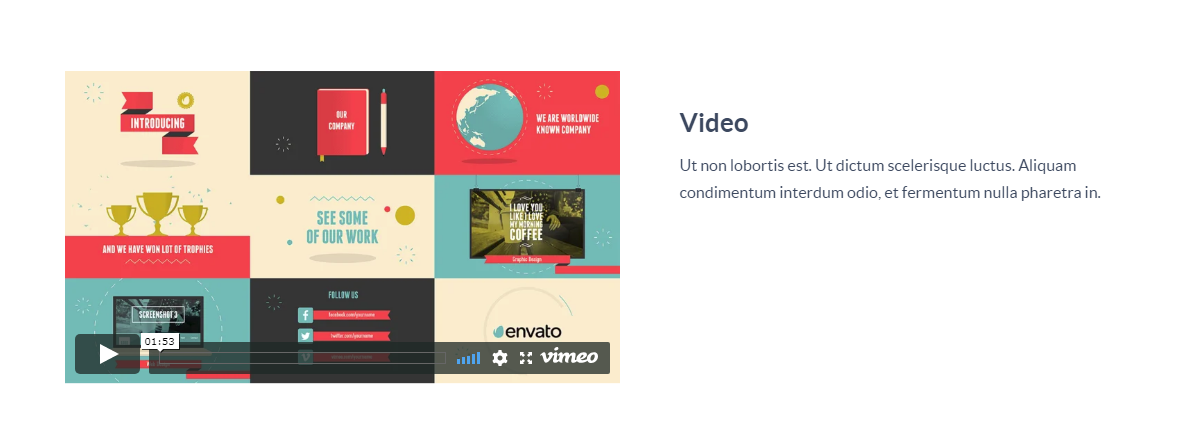 INTRODUCING
OUR
COMPANY
WE ARE WORLDWIDE
KNOWN COMPANY
AND WE HAVE WON LOT OF TROPHIES
SEE SOME
OF OUR WORK
I LOVE YOU
LIKE I LOVE
MY MORNING
COFFEE
Graphic Design
SCREENSHOT 3
FOLLOW US
facebook.com/yourname
twitter.com/yourname
envato
01:53
vimeo
Video
Ut non lobortis est. Ut dictum scelerisque luctus. Aliquam
condimentum interdum odio, et fermentum nulla pharetra in.